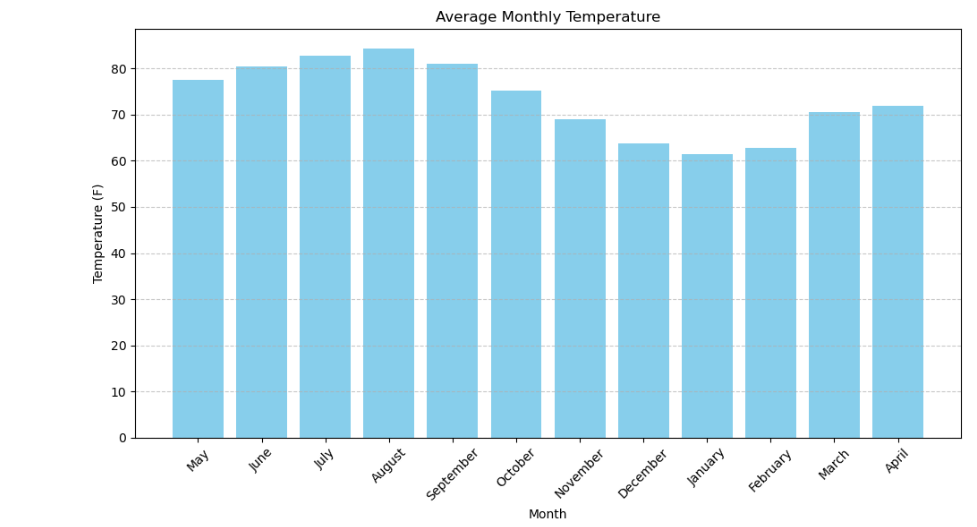 Average Monthly Temperature
Temperature (F)
80
70
60
50
40
30
20
10
0
May June July August September October November December January February March April
Month